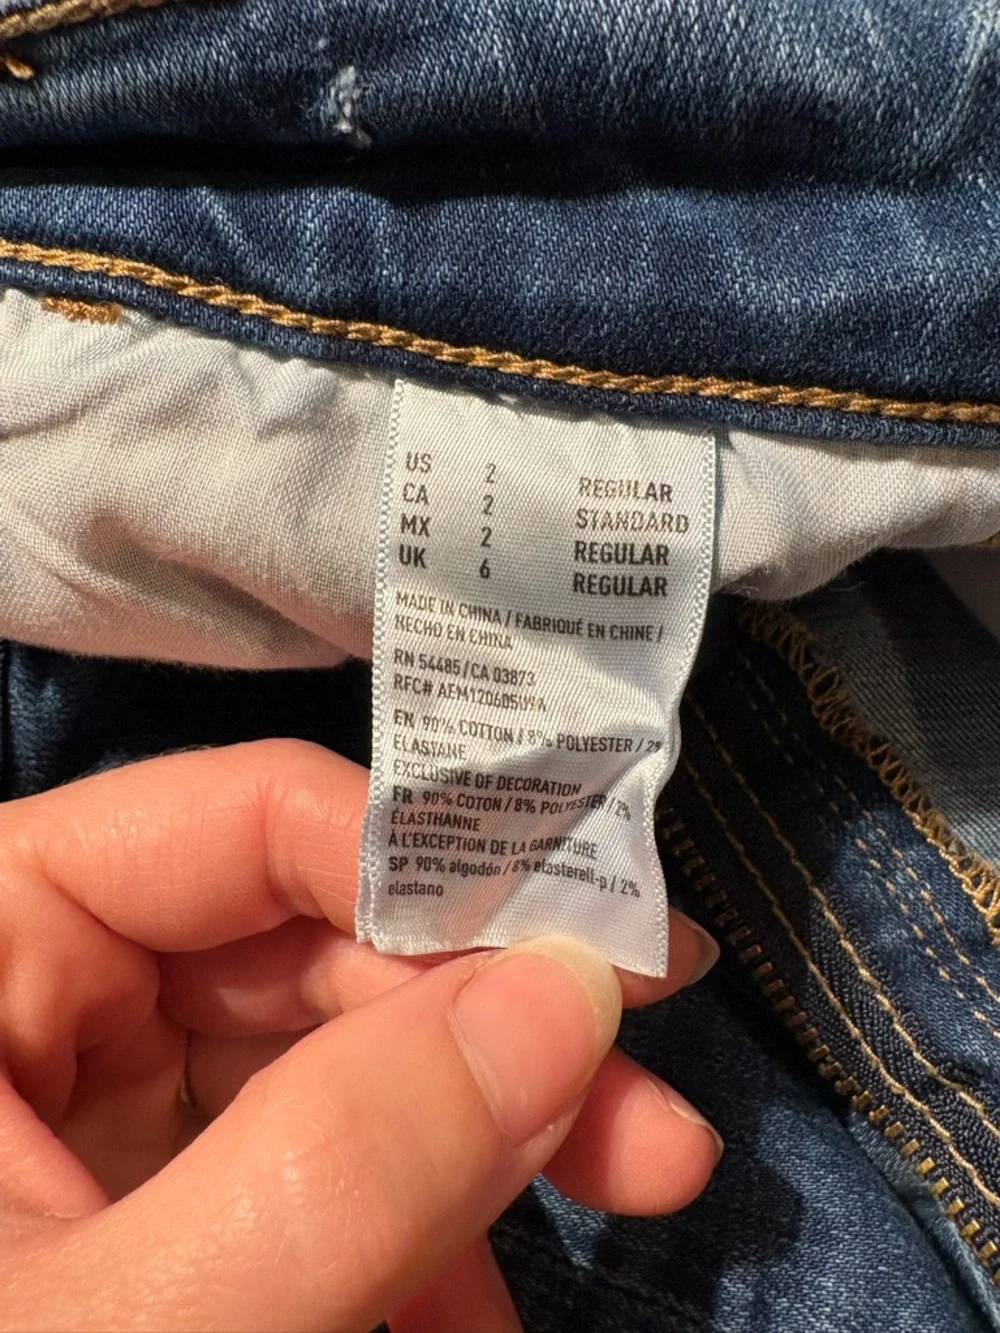 US 2 REGULAR
CA 2 STANDARD
MX 2 REGULAR
UK 6 REGULAR
MADE IN CHINA / FABRIQUÉ EN CHINE /
HECHO EN CHINA
RN 54485/CA 03873
RFC# AEM120605U9A
EN 90% COTTON / 8% POLYESTER / 2%
ELASTANE
EXCLUSIVE OF DECORATION
FR 90% COTON / 8% POLYESTER / 2%
ÉLASTHANNE
À L'EXCEPTION DE LA GARNITURE
SP 90% algodón / 8% elasterell-p / 2%
elastano